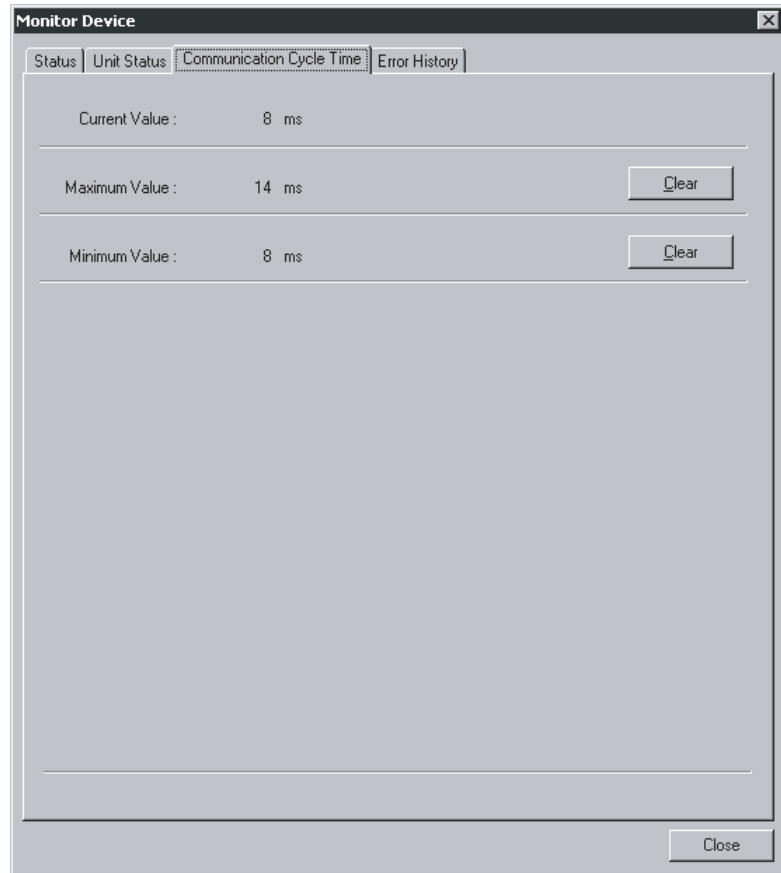 Monitor Device
Status Unit Status Communication Cycle Time Error History
Current Value : 8 ms
Maximum Value : 14 ms Clear
Minimum Value : 8 ms Clear
Close